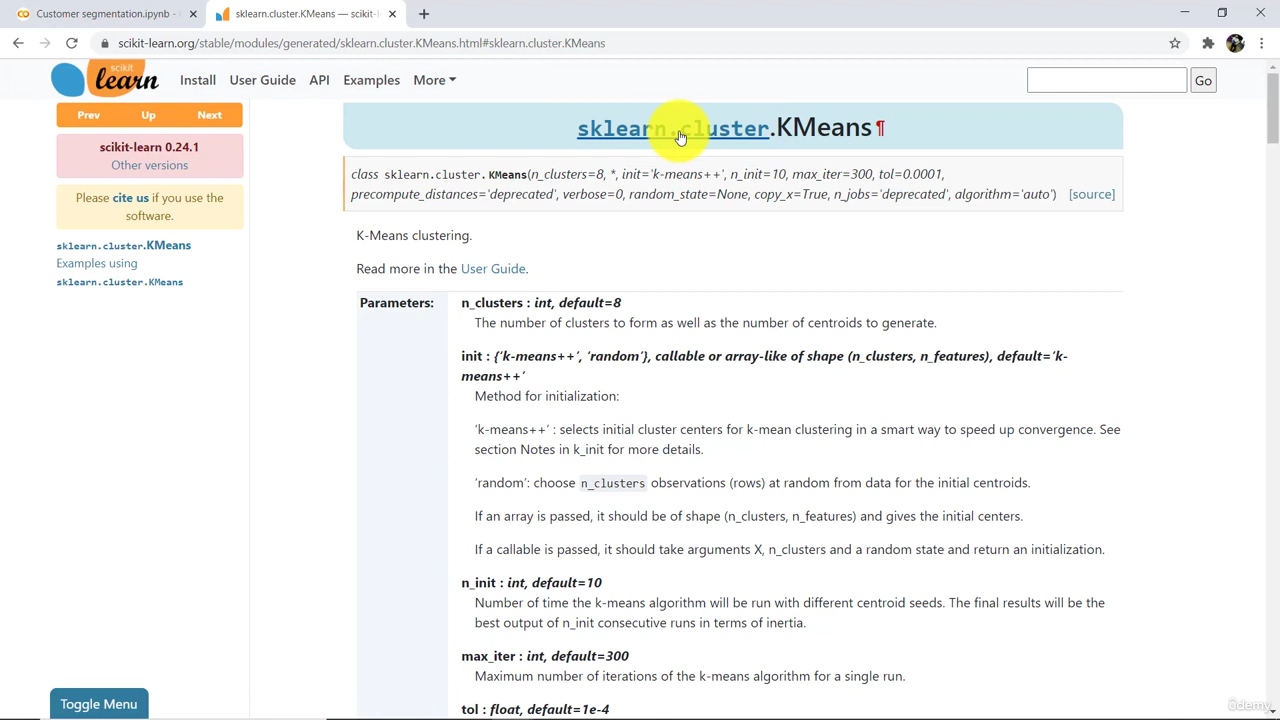 Customer segmentation.ipynb -
sklearn.cluster.KMeans — scikit-l
scikit-learn.org/stable/modules/generated/sklearn.cluster.KMeans.html#sklearn.cluster.KMeans
scikit
learn
Install User Guide API Examples More
Go
Prev Up Next
scikit-learn 0.24.1
Other versions
Please cite us if you use the
software.
sklearn.cluster.KMeans
Examples using
sklearn.cluster.KMeans
Toggle Menu
sklearn.cluster.KMeans¶
class sklearn.cluster.KMeans(n_clusters=8, *, init='k-means++', n_init=10, max_iter=300, tol=0.0001,
precompute_distances='deprecated', verbose=0, random_state=None, copy_x=True, n_jobs='deprecated', algorithm='auto') [source]
K-Means clustering.
Read more in the User Guide.
Parameters:
n_clusters : int, default=8
The number of clusters to form as well as the number of centroids to generate.
init : {‘k-means++’, ‘random’}, callable or array-like of shape (n_clusters, n_features), default=’k-
means++’
Method for initialization:
‘k-means++’ : selects initial cluster centers for k-mean clustering in a smart way to speed up convergence. See
section Notes in k_init for more details.
‘random’: choose n_clusters observations (rows) at random from data for the initial centroids.
If an array is passed, it should be of shape (n_clusters, n_features) and gives the initial centers.
If a callable is passed, it should take arguments X, n_clusters and a random state and return an initialization.
n_init : int, default=10
Number of time the k-means algorithm will be run with different centroid seeds. The final results will be the
best output of n_init consecutive runs in terms of inertia.
max_iter : int, default=300
Maximum number of iterations of the k-means algorithm for a single run.
tol : float, default=1e-4
ûdemy